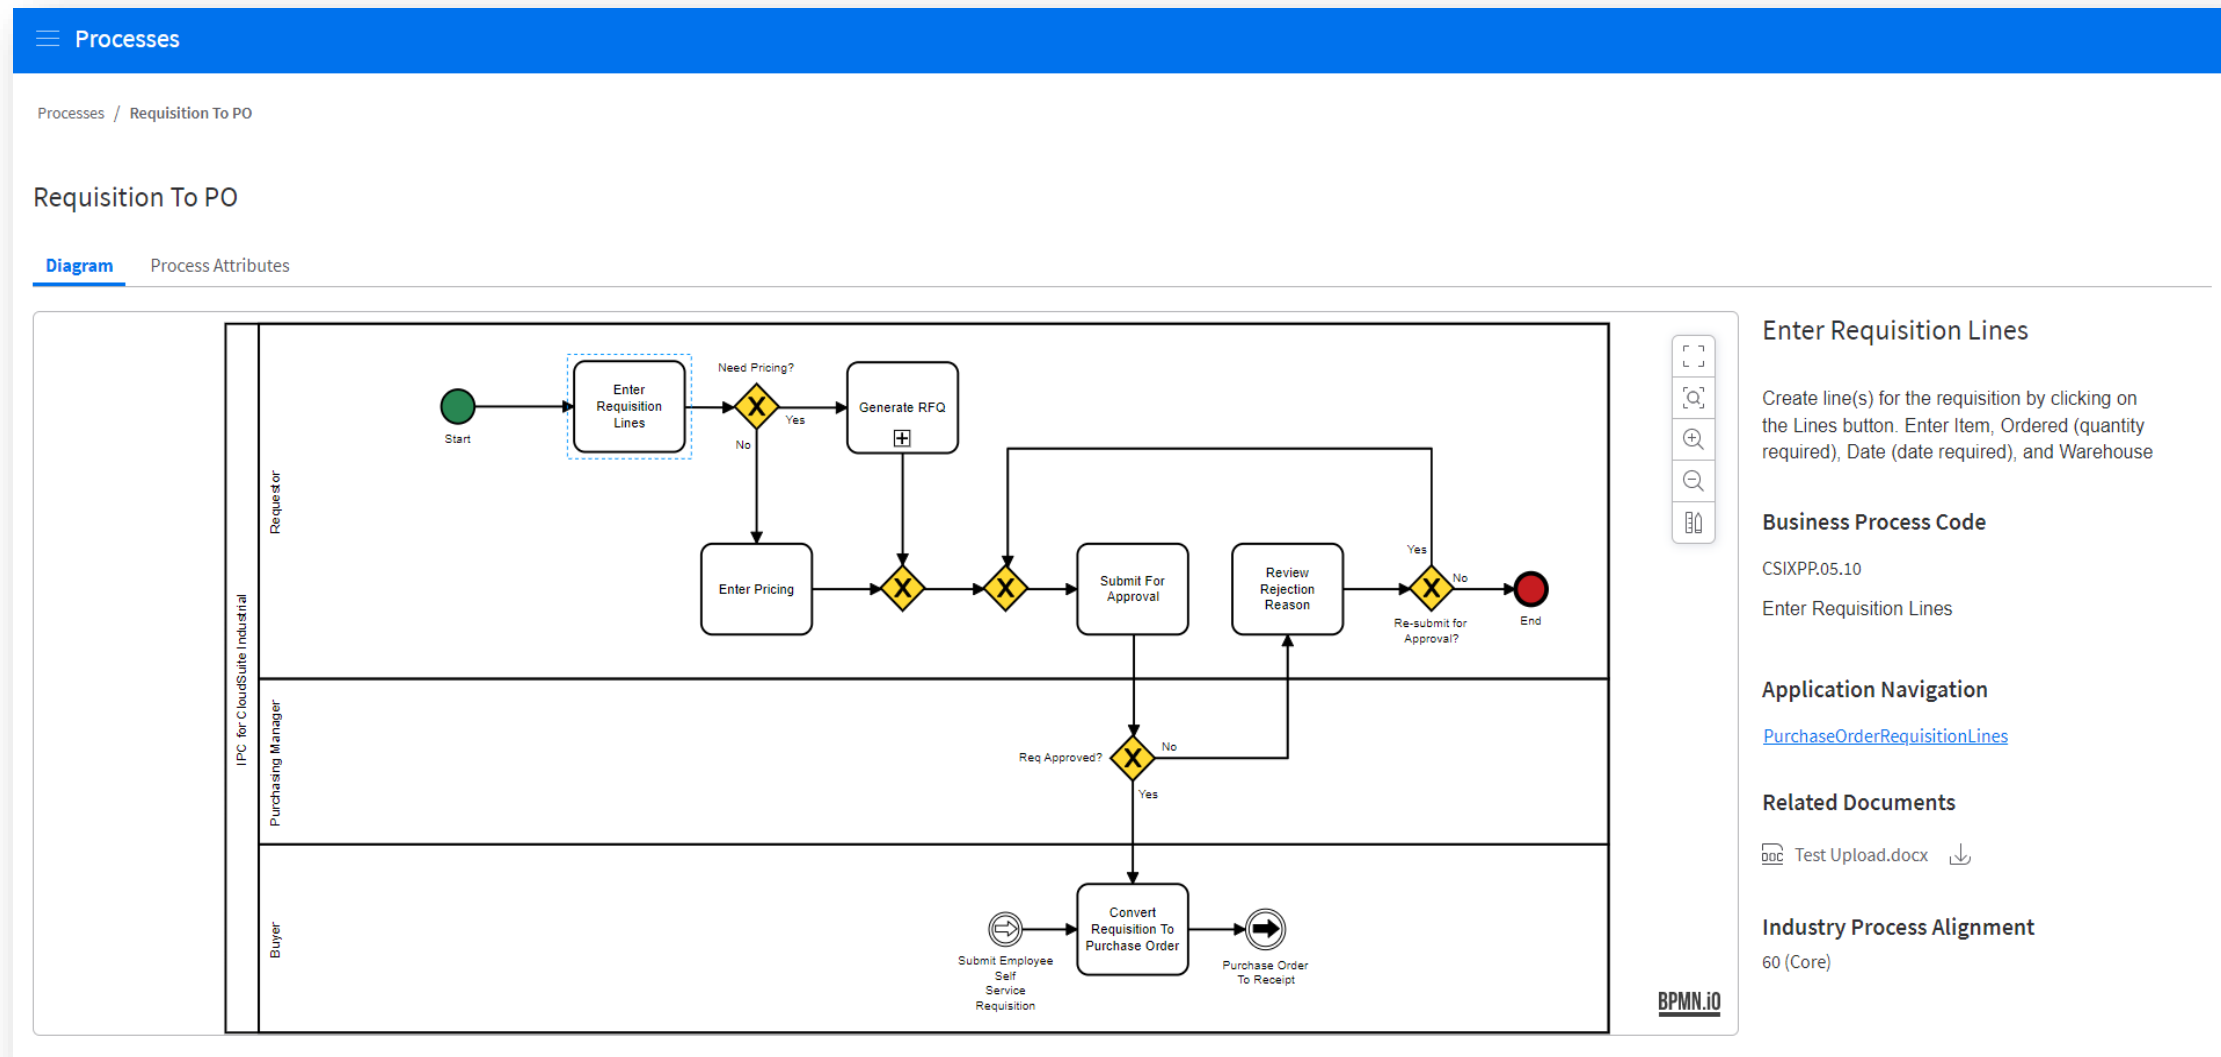 Processes
Processes / Requisition To PO
Requisition To PO
Diagram
Process Attributes
IPC for CloudSuite Industrial
Requestor
Start
Enter
Requisition
Lines
Need Pricing?
Yes
No
Generate RFQ
Enter Pricing
Submit For
Approval
Review
Rejection
Reason
Yes
No
Re-submit for
Approval?
End
Purchasing Manager
Req Approved?
No
Yes
Buyer
Submit Employee
Self
Service
Requisition
Convert
Requisition To
Purchase Order
Purchase Order
To Receipt
BPMN.iO
Enter Requisition Lines
Create line(s) for the requisition by clicking on
the Lines button. Enter Item, Ordered (quantity
required), Date (date required), and Warehouse
Business Process Code
CSIXPP.05.10
Enter Requisition Lines
Application Navigation
PurchaseOrderRequisitionLines
Related Documents
DOC Test Upload.docx
Industry Process Alignment
60 (Core)